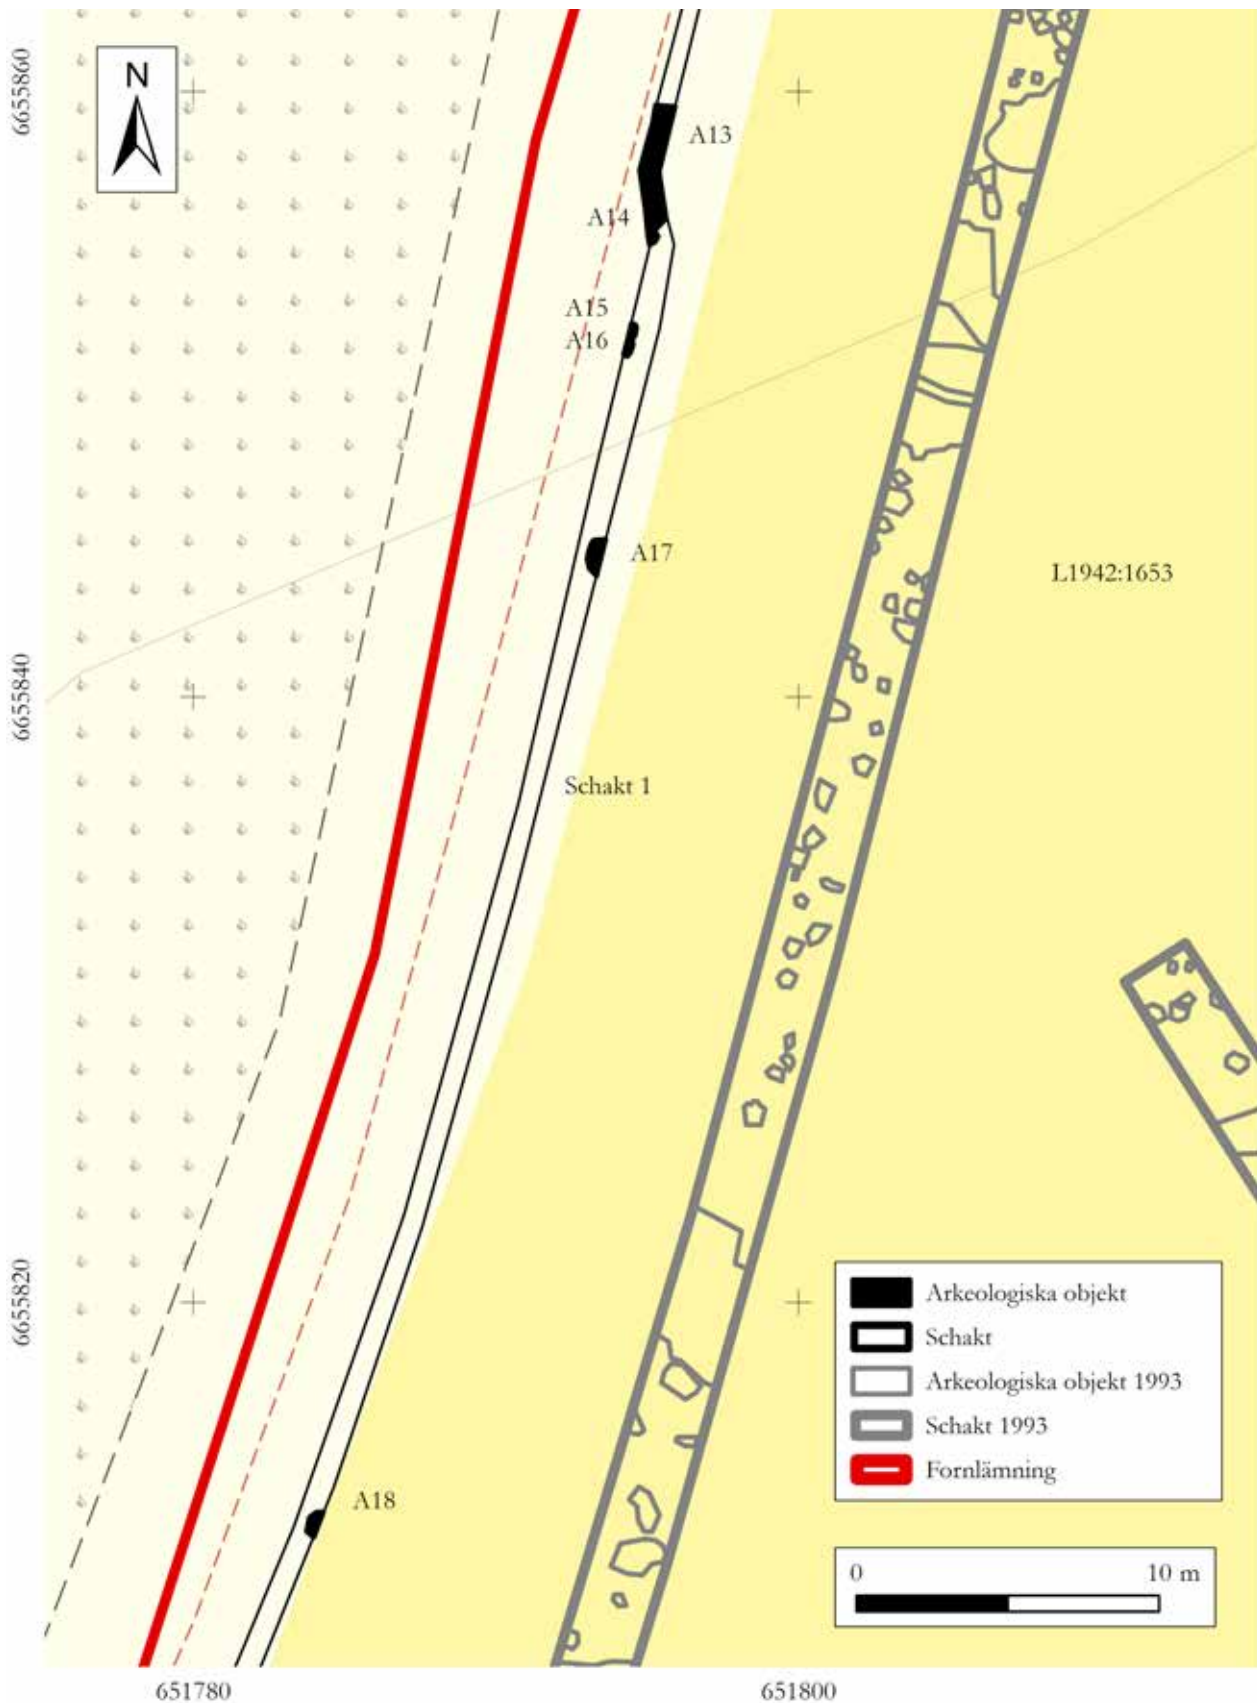 6655860
N
A13
A14
A15
A16
A17
L1942:1653
6655840
Schakt 1
6655820
Arkeologiska objekt
Schakt
Arkeologiska objekt 1993
Schakt 1993
Fornlämning
A18
0 10 m
651780
651800